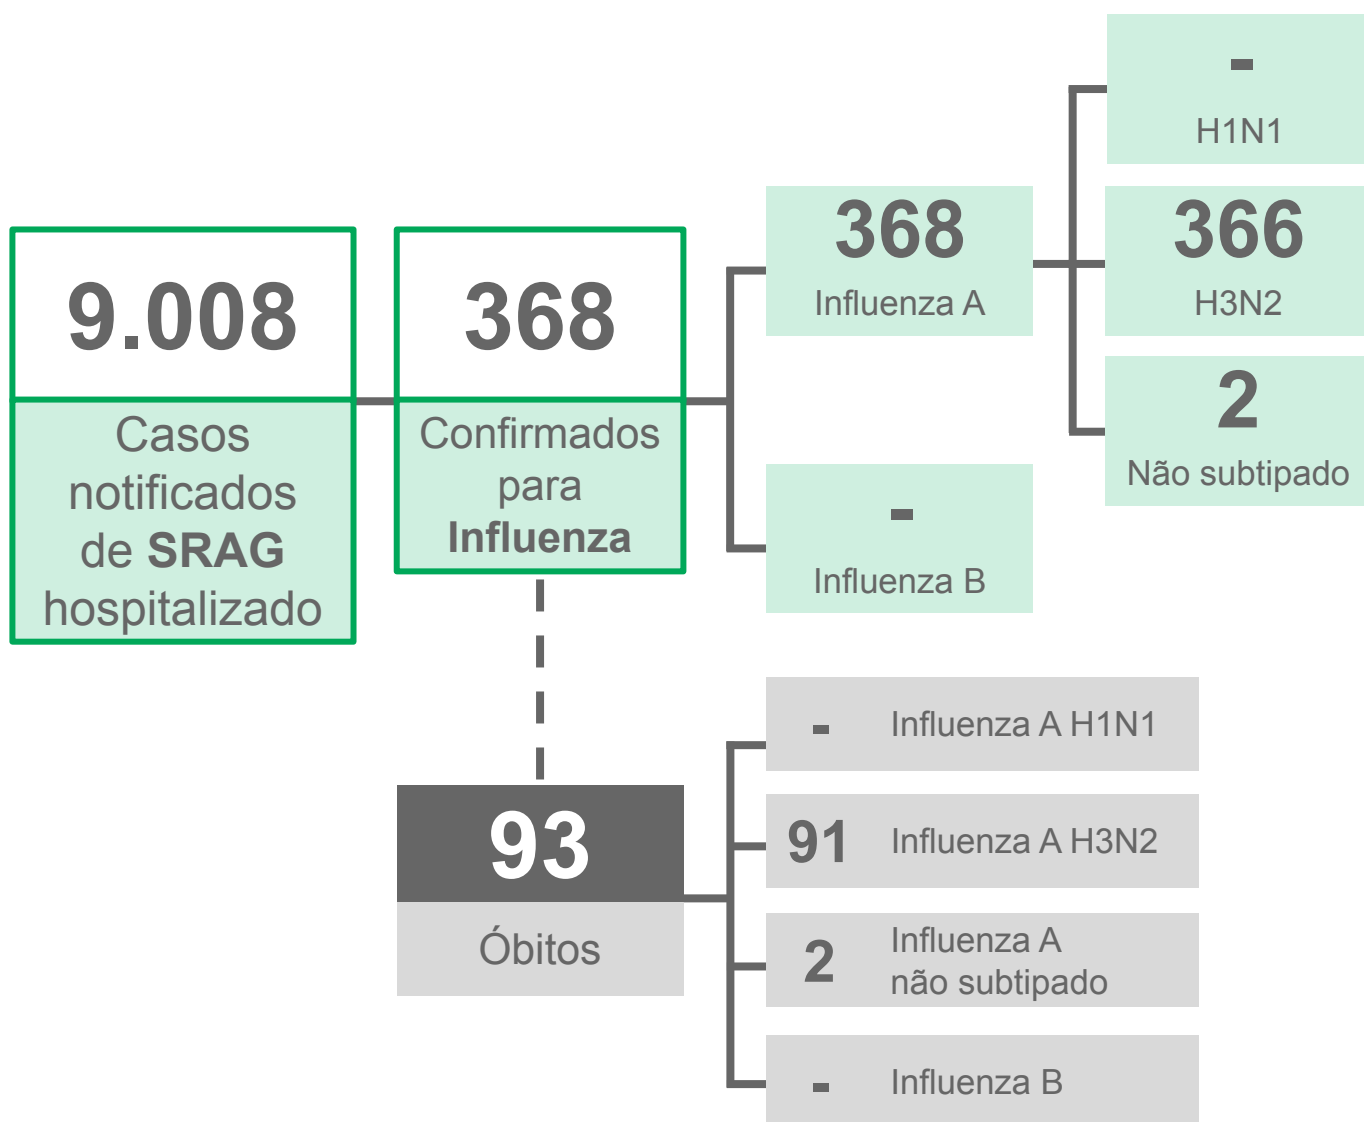 9.008
Casos
notificados
de SRAG
hospitalizado
368
Confirmados
para
Influenza
368
Influenza A
-
Influenza B
-
H1N1
366
H3N2
2
Não subtipado
93
Óbitos
- Influenza A H1N1
91 Influenza A H3N2
2 Influenza A
não subtipado
- Influenza B